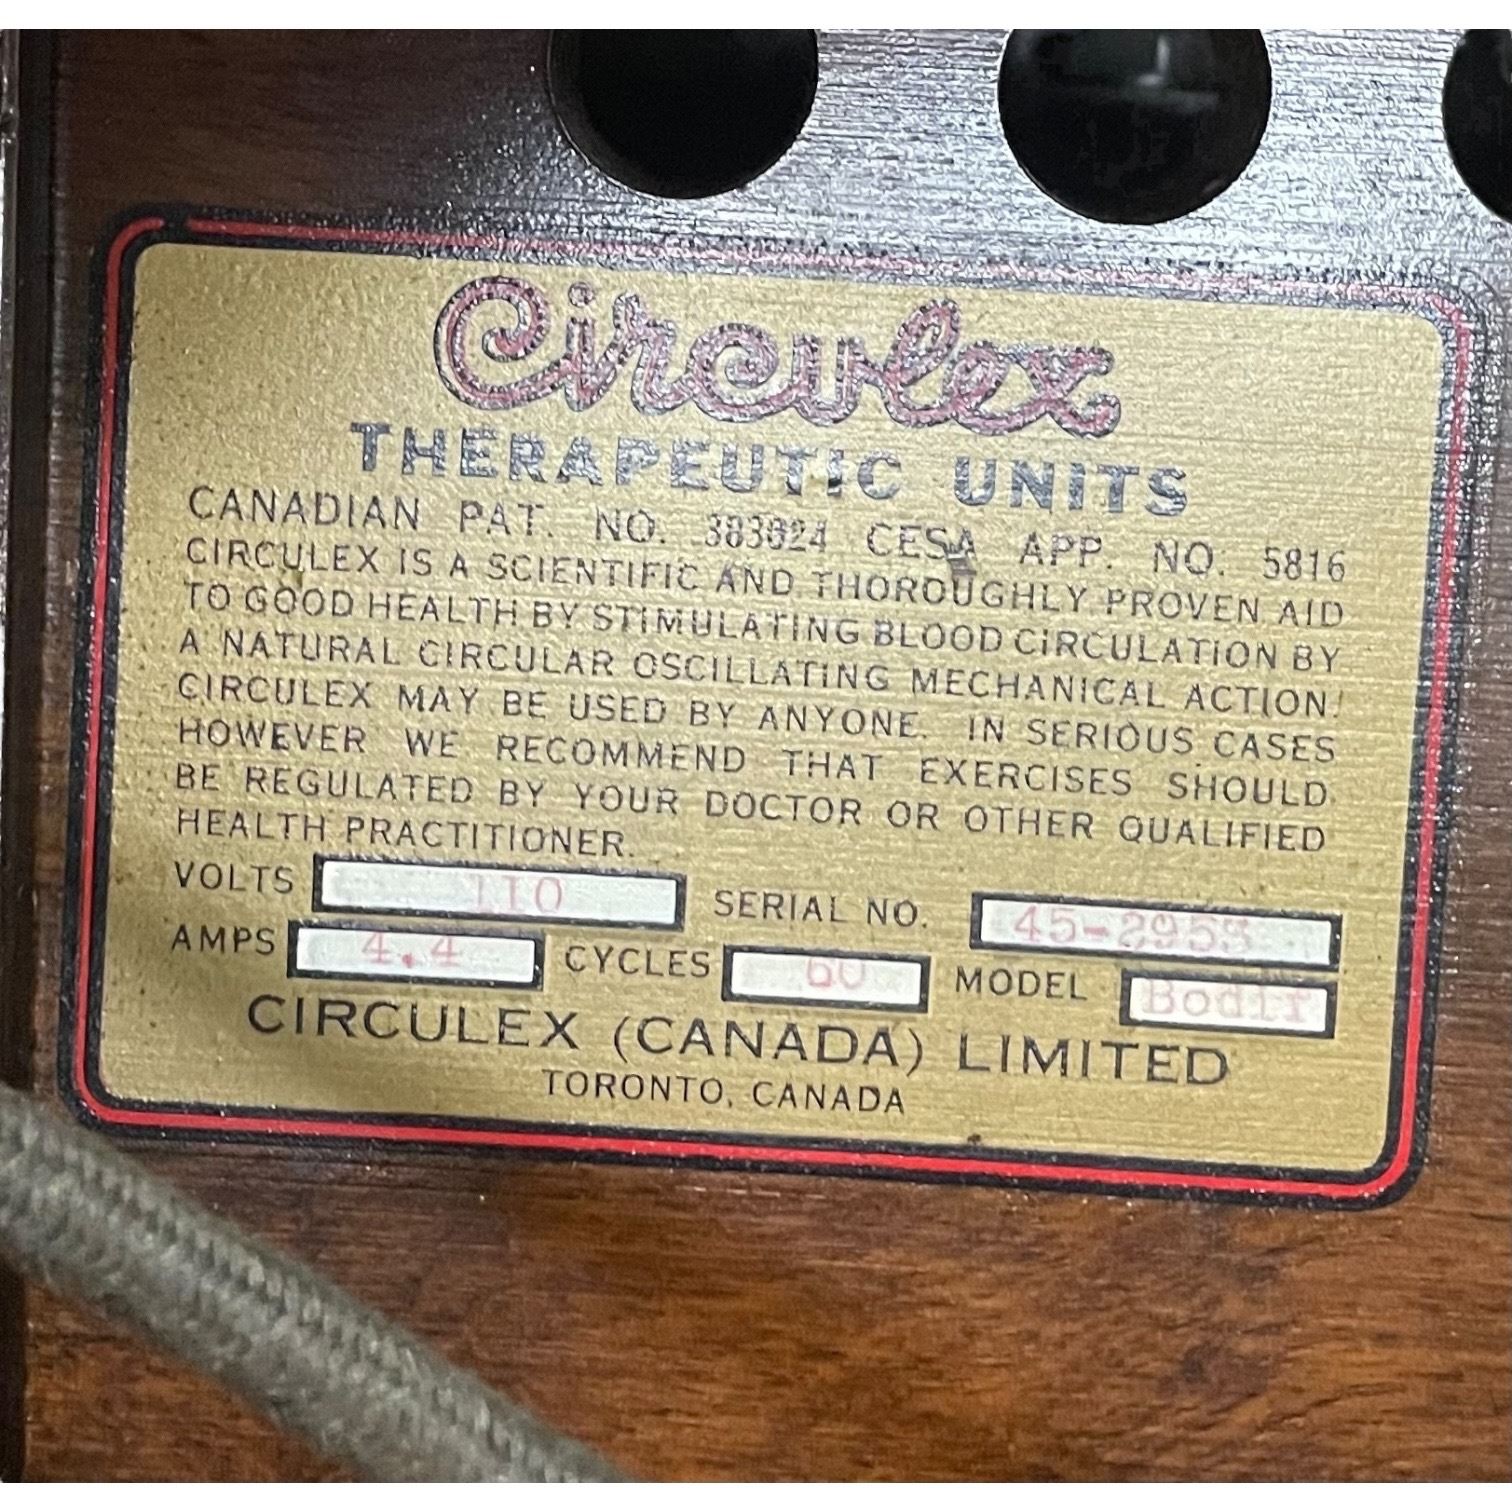 Circulex
THERAPEUTIC UNITS
CANADIAN PAT. NO. 383024 CESA APP. NO. 5816
CIRCULEX IS A SCIENTIFIC AND THOROUGHLY PROVEN AID
TO GOOD HEALTH BY STIMULATING BLOOD CIRCULATION BY
A NATURAL CIRCULAR OSCILLATING MECHANICAL ACTION!
CIRCULEX MAY BE USED BY ANYONE. IN SERIOUS CASES
HOWEVER WE RECOMMEND THAT EXERCISES SHOULD
BE REGULATED BY YOUR DOCTOR OR OTHER QUALIFIED
HEALTH PRACTITIONER.
VOLTS 110 SERIAL NO.
AMPS 4.4 CYCLES 60 MODEL
CIRCULEX (CANADA) LIMITED
TORONTO, CANADA